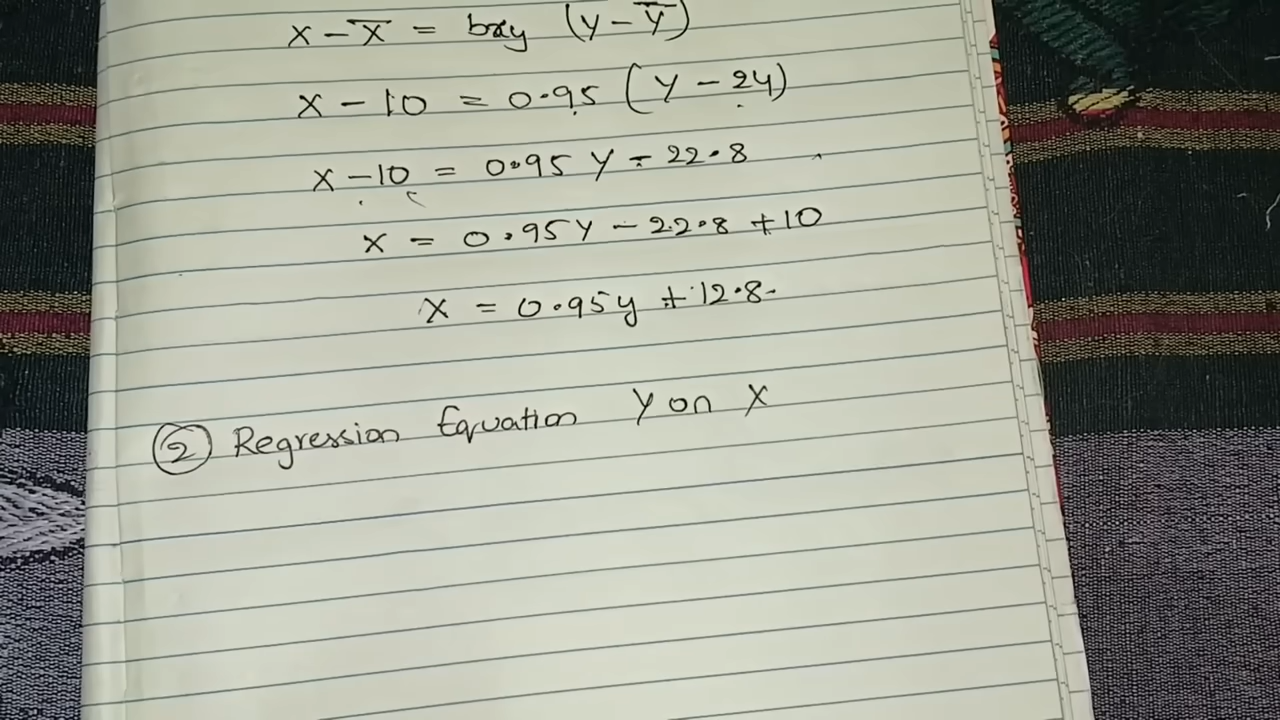 x - x̅ = bxy (y - y̅)
x - 10 = 0.95 (y - 24)
x - 10 = 0.95 y - 22.8
x = 0.95y - 22.8 + 10
x = 0.95y + 12.8.
② Regression Equation Y on X